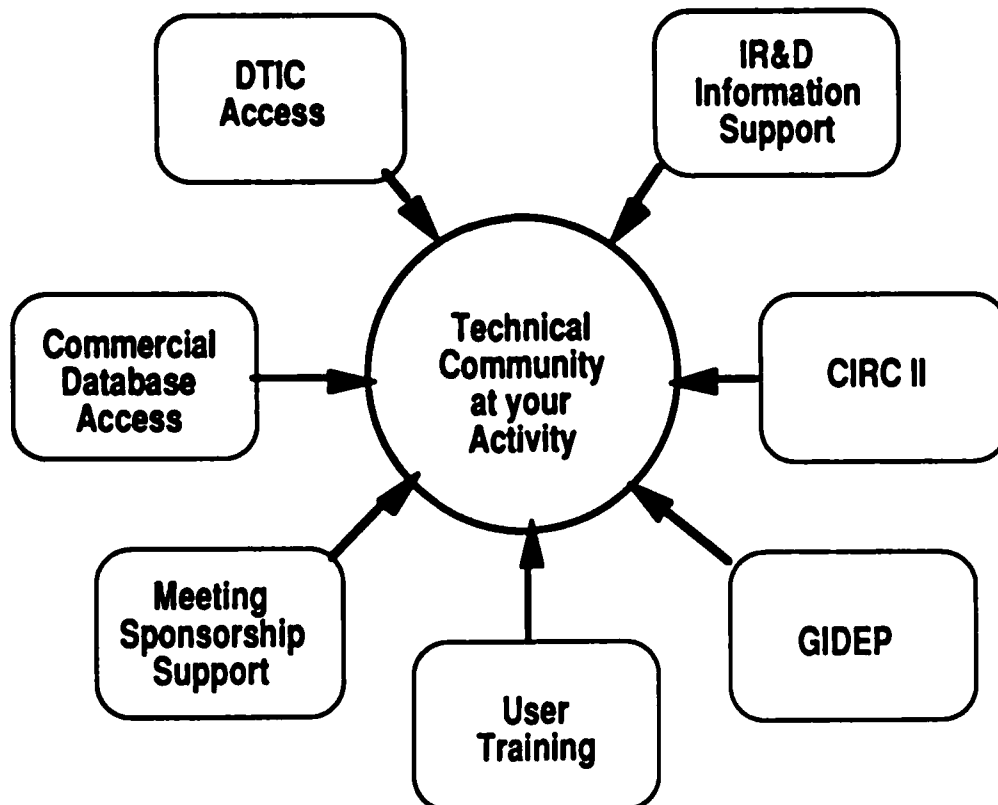 DTIC
Access
IR&D
Information
Support
Commercial
Database
Access
Technical
Community
at your
Activity
CIRC II
Meeting
Sponsorship
Support
User
Training
GIDEP